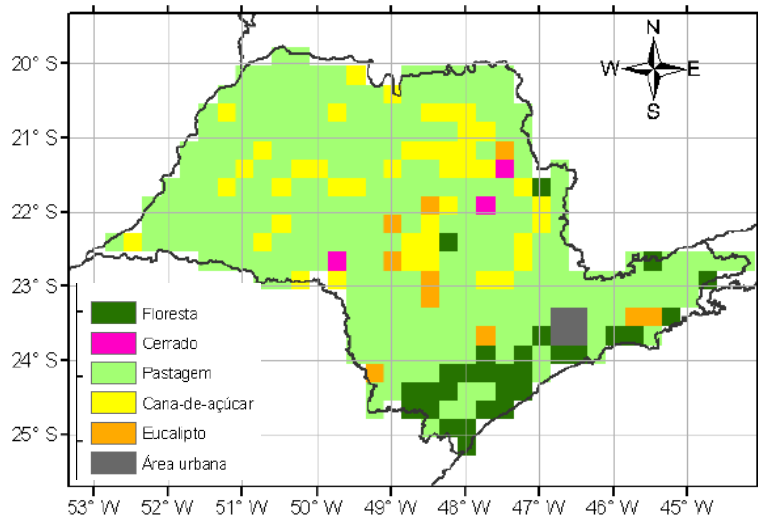 N
W E
S
20° S
21° S
22° S
23° S
24° S
25° S
Floresta
Cerrado
Pastagem
Cana-de-açúcar
Eucalipto
Área urbana
53° W 52° W 51° W 50° W 49° W 48° W 47° W 46° W 45° W